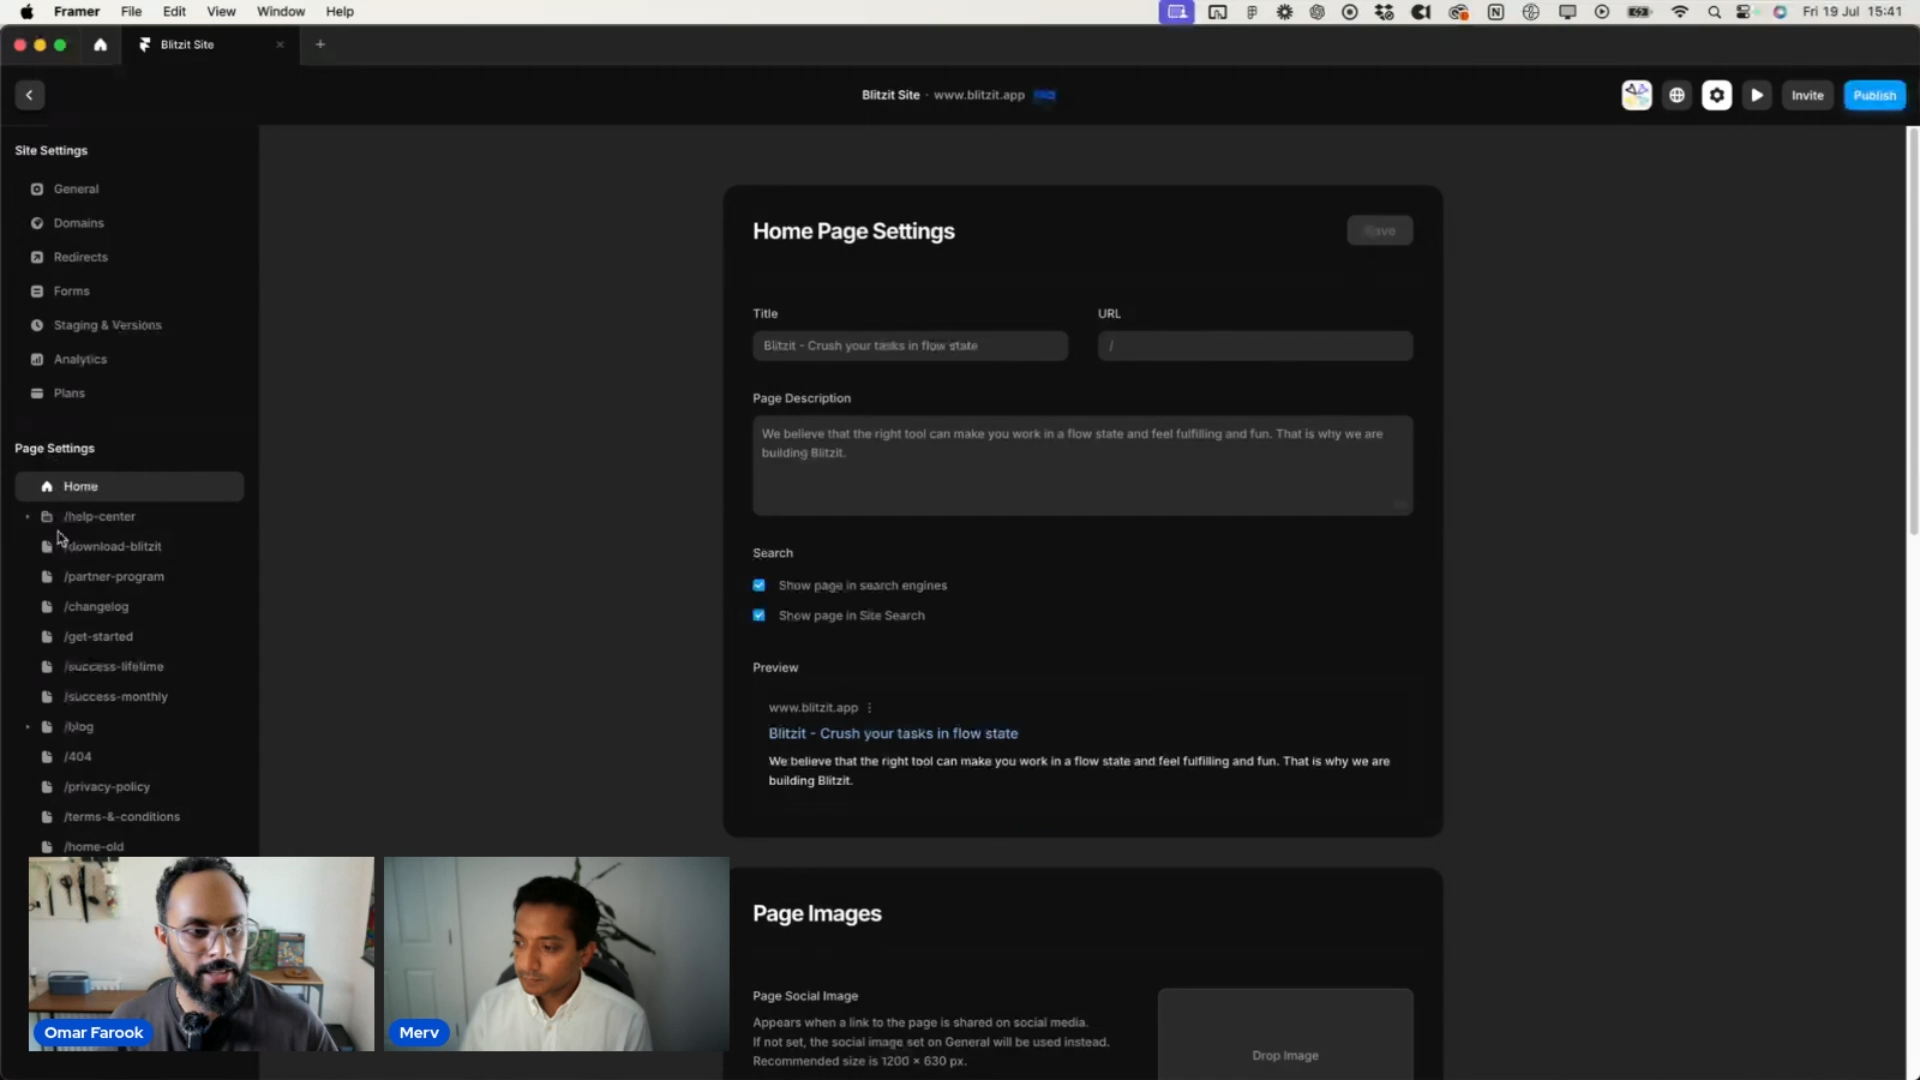 Framer File Edit View Window Help
Fri 19 Jul 15:41
Blitzit Site
Blitzit Site · www.blitzit.app
Invite
Publish
Site Settings
General
Domains
Redirects
Forms
Staging & Versions
Analytics
Plans
Page Settings
Home
/help-center
/download-blitzit
/partner-program
/changelog
/get-started
/success-lifetime
/success-monthly
/blog
/404
/privacy-policy
/terms-&-conditions
/home-old
Home Page Settings
Save
Title
URL
Blitzit - Crush your tasks in flow state
/
Page Description
We believe that the right tool can make you work in a flow state and feel fulfilling and fun. That is why we are
building Blitzit.
Search
Show page in search engines
Show page in Site Search
Preview
www.blitzit.app
Blitzit - Crush your tasks in flow state
We believe that the right tool can make you work in a flow state and feel fulfilling and fun. That is why we are
building Blitzit.
Page Images
Page Social Image
Appears when a link to the page is shared on social media.
If not set, the social image set on General will be used instead.
Recommended size is 1200 × 630 px.
Drop Image
Omar Farook
Merv